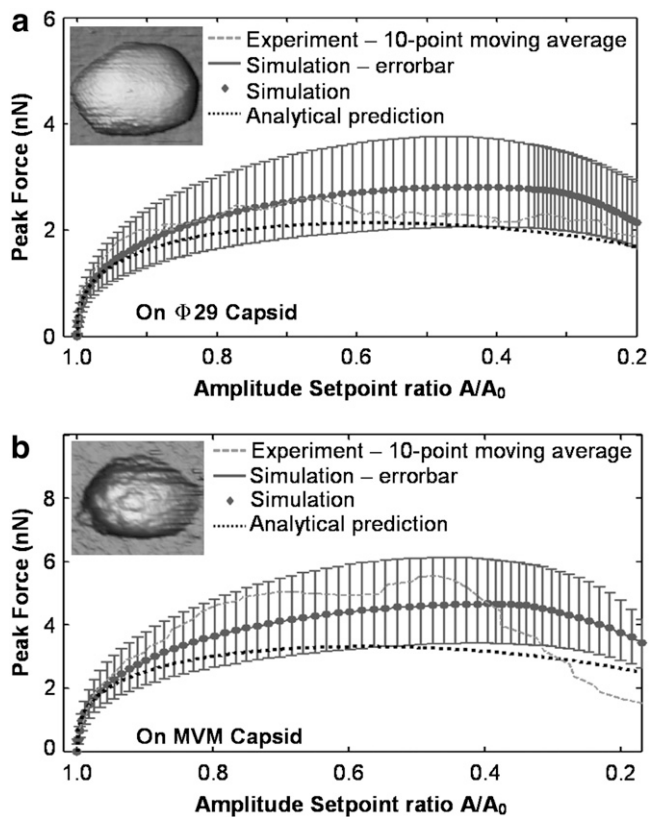 a
6
Experiment – 10-point moving average
Simulation – errorbar
Simulation
Analytical prediction
4
2
0
Peak Force (nN)
On Φ29 Capsid
1.0 0.8 0.6 0.4 0.2
Amplitude Setpoint ratio A/A₀
b
Experiment – 10-point moving average
Simulation – errorbar
Simulation
Analytical prediction
8
6
4
2
0
Peak Force (nN)
On MVM Capsid
1.0 0.8 0.6 0.4 0.2
Amplitude Setpoint ratio A/A₀